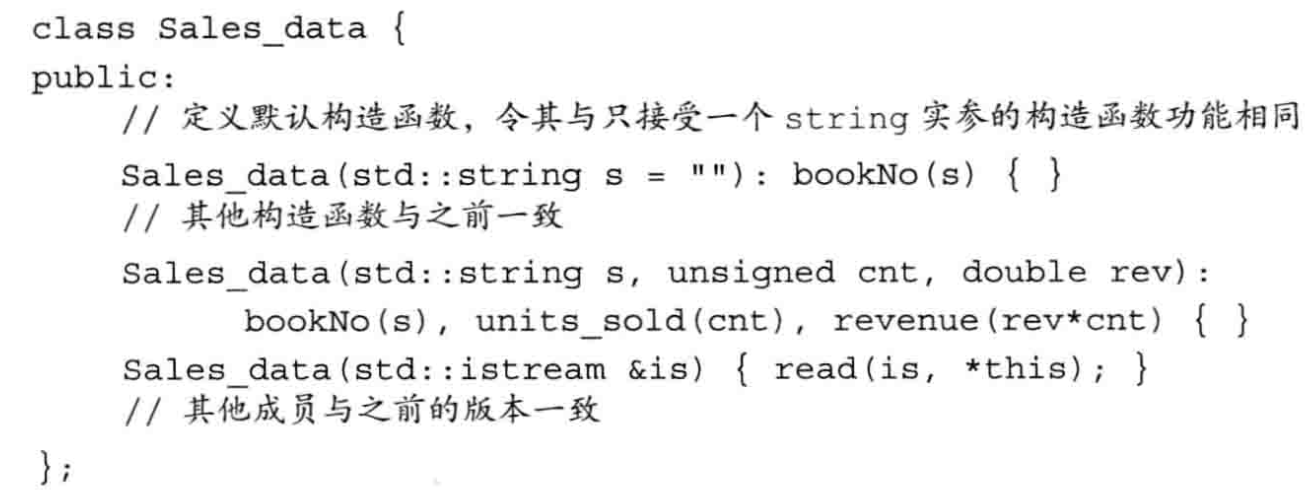 class Sales_data {
public:
// 定义默认构造函数，令其与只接受一个 string 实参的构造函数功能相同
Sales_data(std::string s = ""): bookNo(s) { }
// 其他构造函数与之前一致
Sales_data(std::string s, unsigned cnt, double rev):
bookNo(s), units_sold(cnt), revenue(rev*cnt) { }
Sales_data(std::istream &is) { read(is, *this); }
// 其他成员与之前的版本一致
};